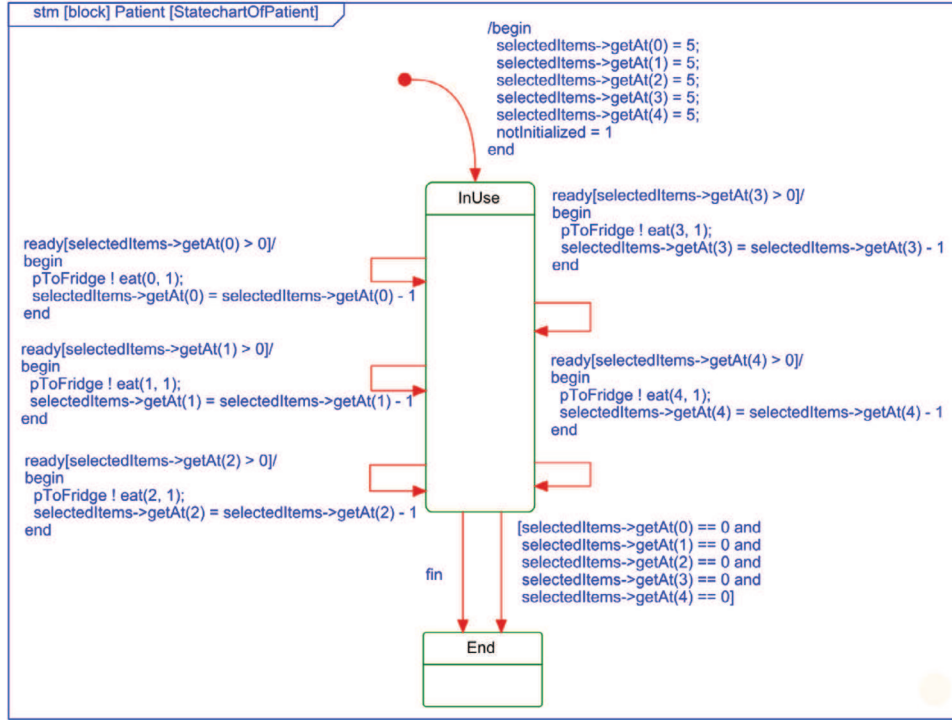 stm [block] Patient [StatechartOfPatient]
/begin
selectedItems->getAt(0) = 5;
selectedItems->getAt(1) = 5;
selectedItems->getAt(2) = 5;
selectedItems->getAt(3) = 5;
selectedItems->getAt(4) = 5;
notInitialized = 1
end
InUse
ready[selectedItems->getAt(0) > 0]/
begin
pToFridge ! eat(0, 1);
selectedItems->getAt(0) = selectedItems->getAt(0) - 1
end
ready[selectedItems->getAt(1) > 0]/
begin
pToFridge ! eat(1, 1);
selectedItems->getAt(1) = selectedItems->getAt(1) - 1
end
ready[selectedItems->getAt(2) > 0]/
begin
pToFridge ! eat(2, 1);
selectedItems->getAt(2) = selectedItems->getAt(2) - 1
end
ready[selectedItems->getAt(3) > 0]/
begin
pToFridge ! eat(3, 1);
selectedItems->getAt(3) = selectedItems->getAt(3) - 1
end
ready[selectedItems->getAt(4) > 0]/
begin
pToFridge ! eat(4, 1);
selectedItems->getAt(4) = selectedItems->getAt(4) - 1
end
fin
[selectedItems->getAt(0) == 0 and
selectedItems->getAt(1) == 0 and
selectedItems->getAt(2) == 0 and
selectedItems->getAt(3) == 0 and
selectedItems->getAt(4) == 0]
End